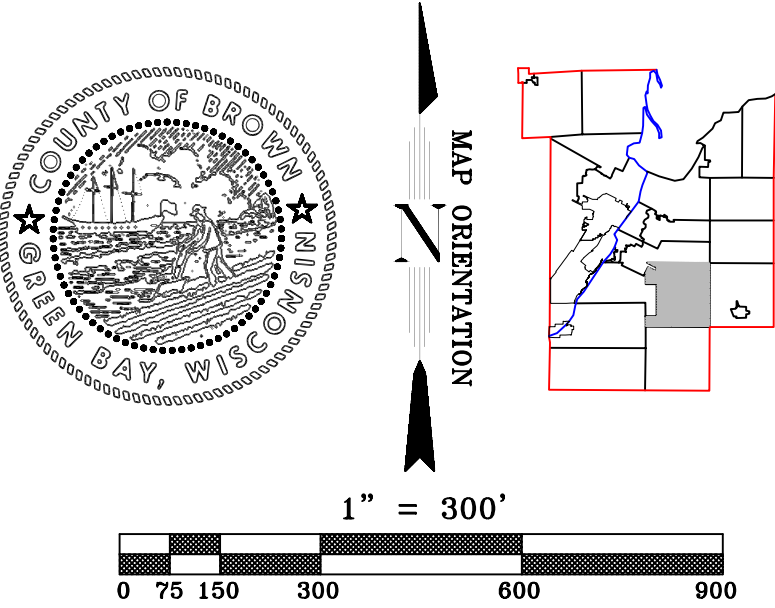 COUNTY OF BROWN
GREEN BAY, WISCONSIN
MAP ORIENTATION
N
1” = 300’
0 75 150 300 600 900